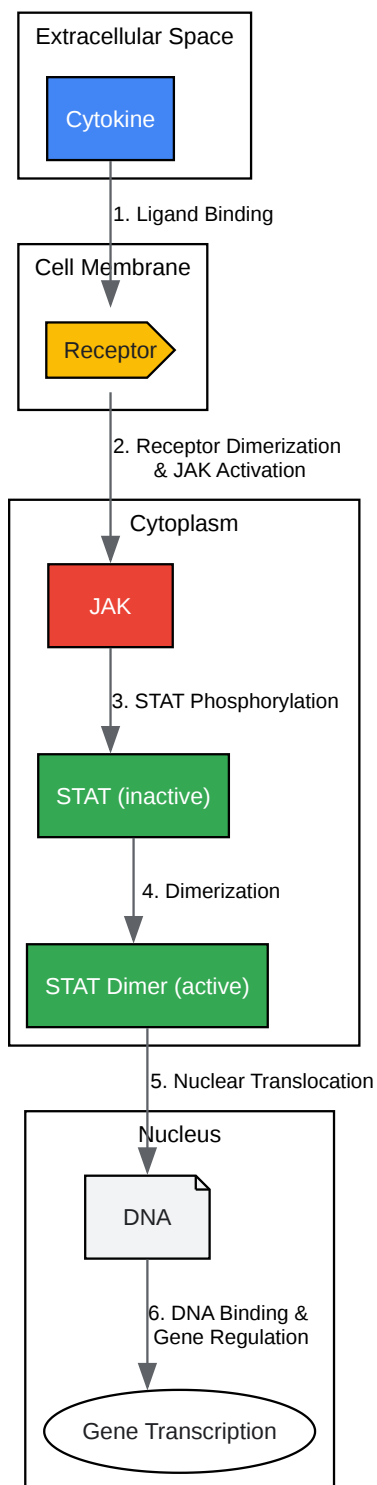 Extracellular Space
Cytokine
1. Ligand Binding
Cell Membrane
Receptor
2. Receptor Dimerization
& JAK Activation
Cytoplasm
JAK
3. STAT Phosphorylation
STAT (inactive)
4. Dimerization
STAT Dimer (active)
5. Nuclear Translocation
Nucleus
DNA
6. DNA Binding &
Gene Regulation
Gene Transcription